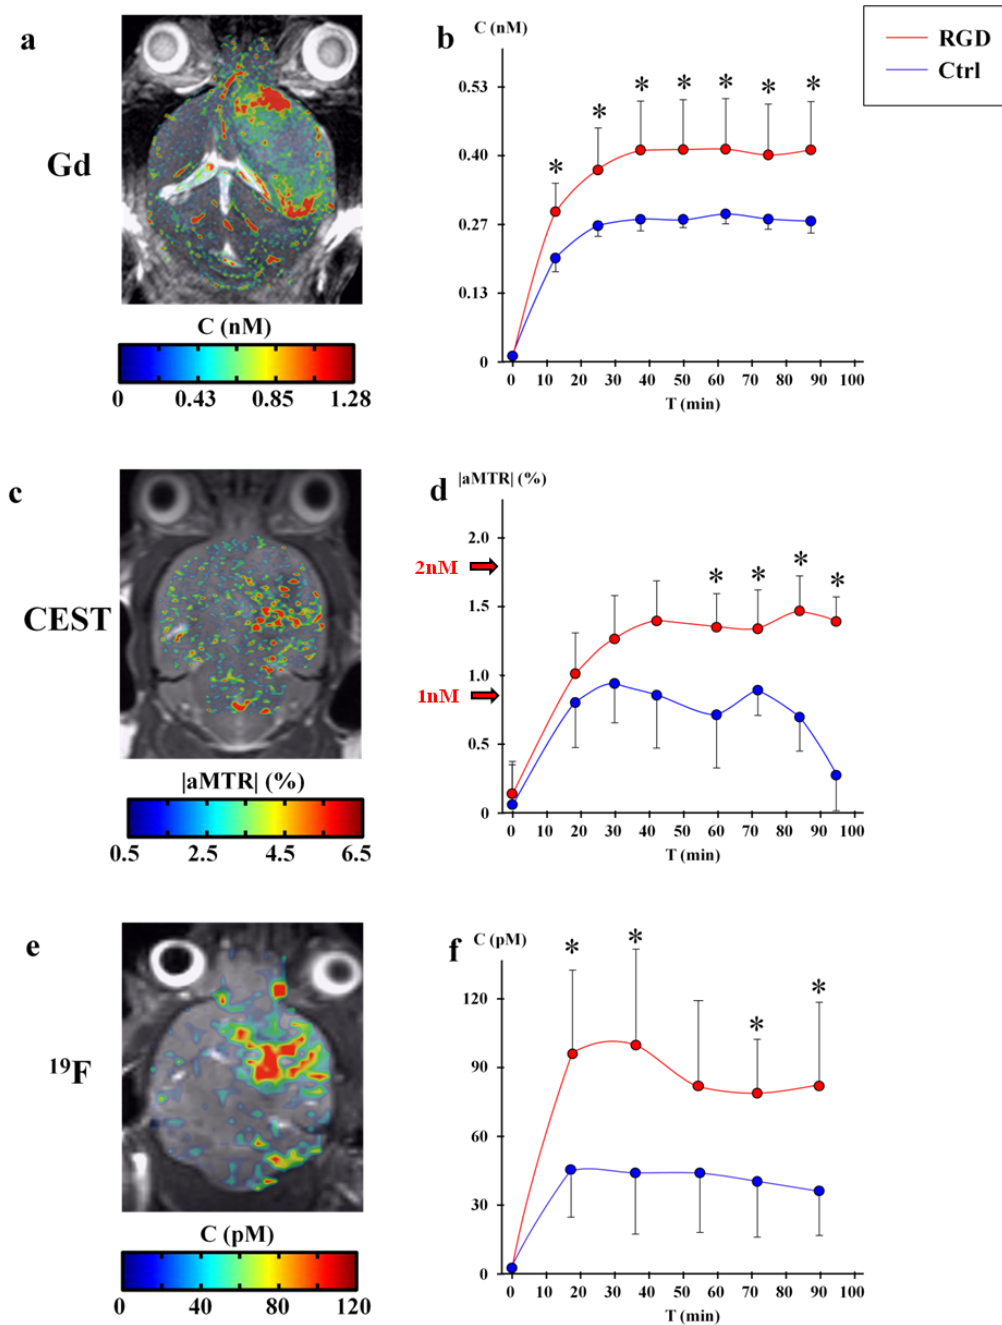 a
Gd
C (nM)
0 0.43 0.85 1.28
b
C (nM)
RGD
Ctrl
0.53
0.40
0.27
0.13
0
* * * * * * *
0 10 20 30 40 50 60 70 80 90 100
T (min)
c
CEST
|aMTR| (%)
0.5 2.5 4.5 6.5
d
|aMTR| (%)
2.0
2nM
1.5
1.0
1nM
0.5
0
* * * *
0 10 20 30 40 50 60 70 80 90 100
T (min)
e
19F
C (pM)
0 40 80 120
f
C (pM)
120
90
60
30
0
* * * *
0 10 20 30 40 50 60 70 80 90 100
T (min)